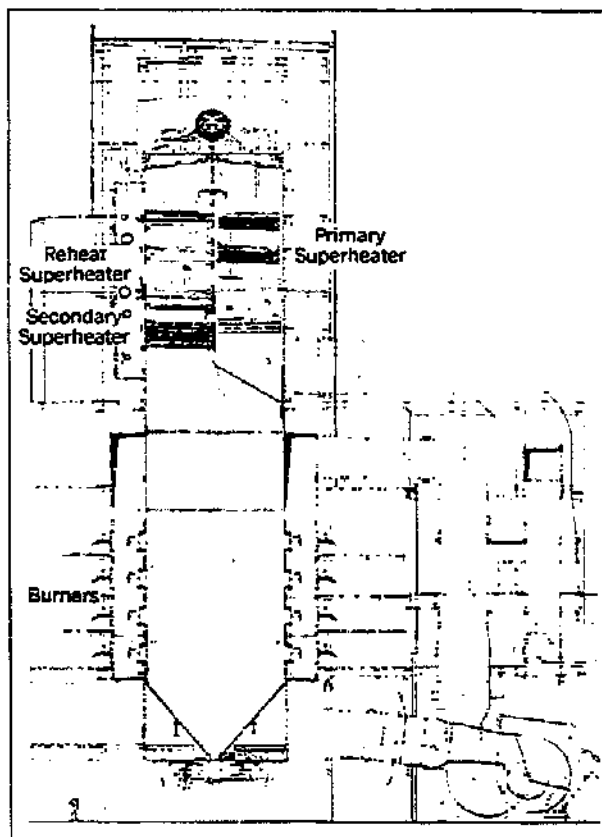 Primary
Superheater
Reheat
Superheater
Secondary
Superheater
Burners